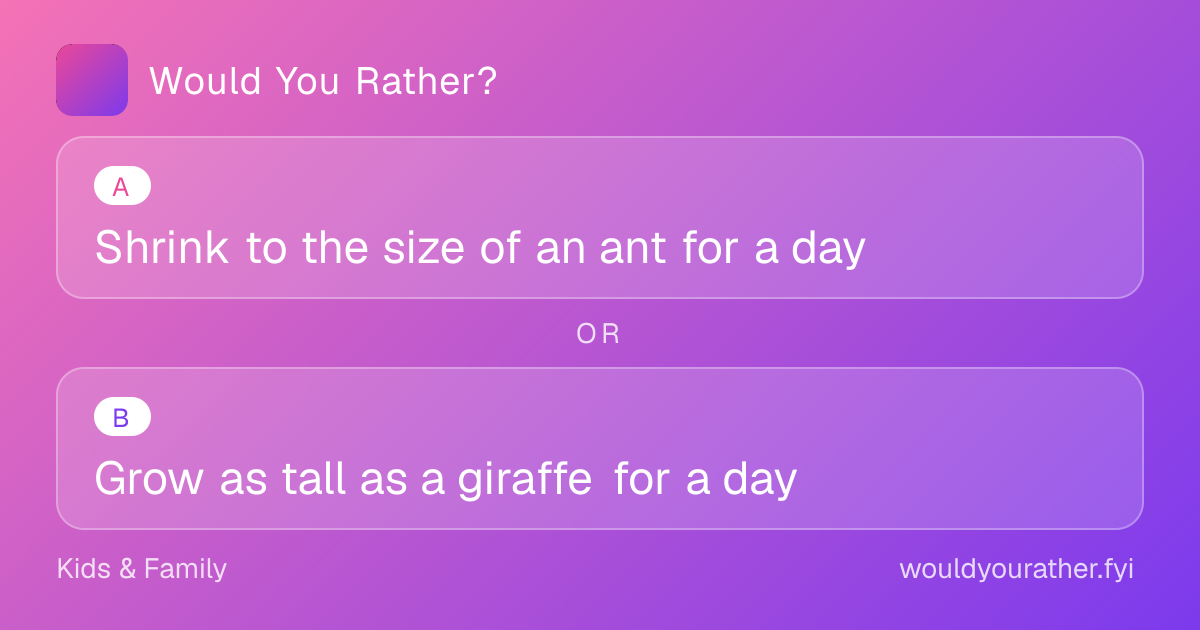 Would You Rather?
A
Shrink to the size of an ant for a day
OR
B
Grow as tall as a giraffe for a day
Kids & Family
wouldyourather.fyi